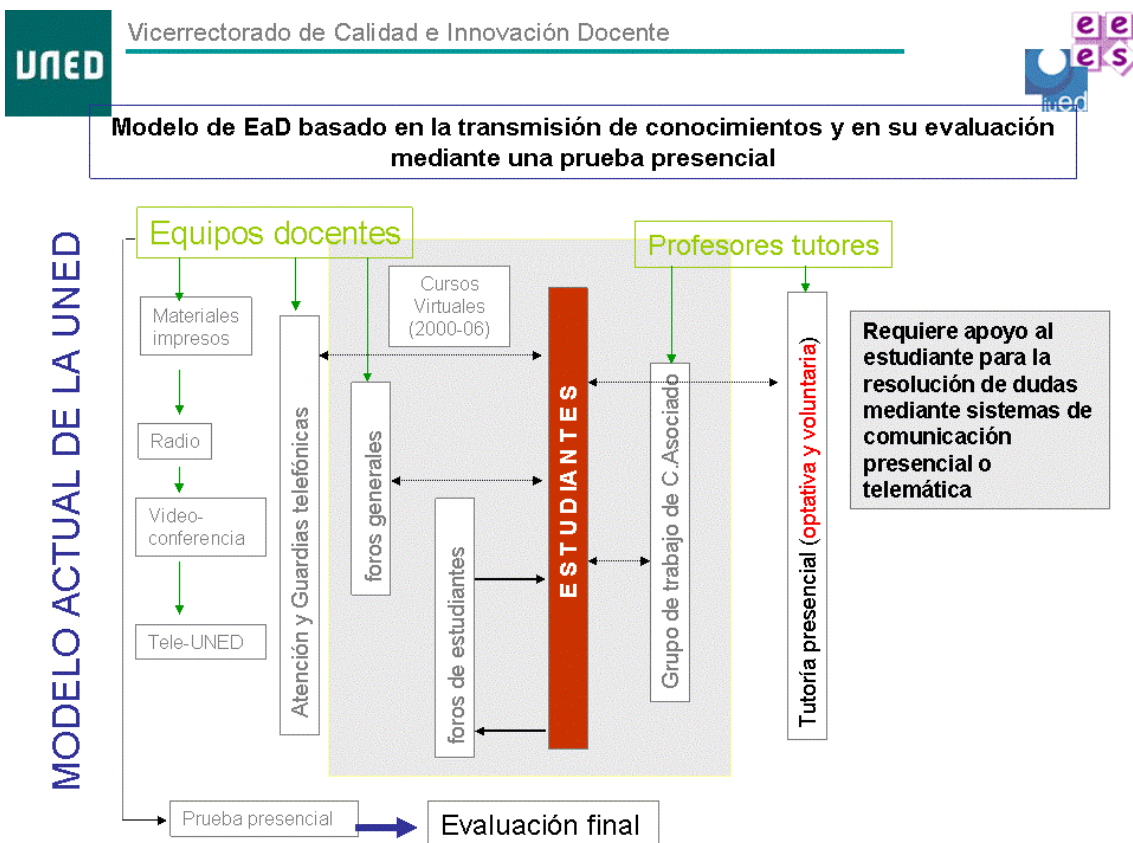 UNED
Vicerrectorado de Calidad e Innovación Docente
e e
e s
iued
Modelo de EaD basado en la transmisión de conocimientos y en su evaluación
mediante una prueba presencial
MODELO ACTUAL DE LA UNED
Equipos docentes
Profesores tutores
Materiales
impresos
Radio
Video-
conferencia
Tele-UNED
Atención y Guardias telefónicas
Cursos
Virtuales
(2000-06)
foros generales
foros de estudiantes
ESTUDIANTES
Grupo de trabajo de C.Asociado
Tutoría presencial (optativa y voluntaria)
Requiere apoyo al
estudiante para la
resolución de dudas
mediante sistemas de
comunicación
presencial o
telemática
Prueba presencial
Evaluación final